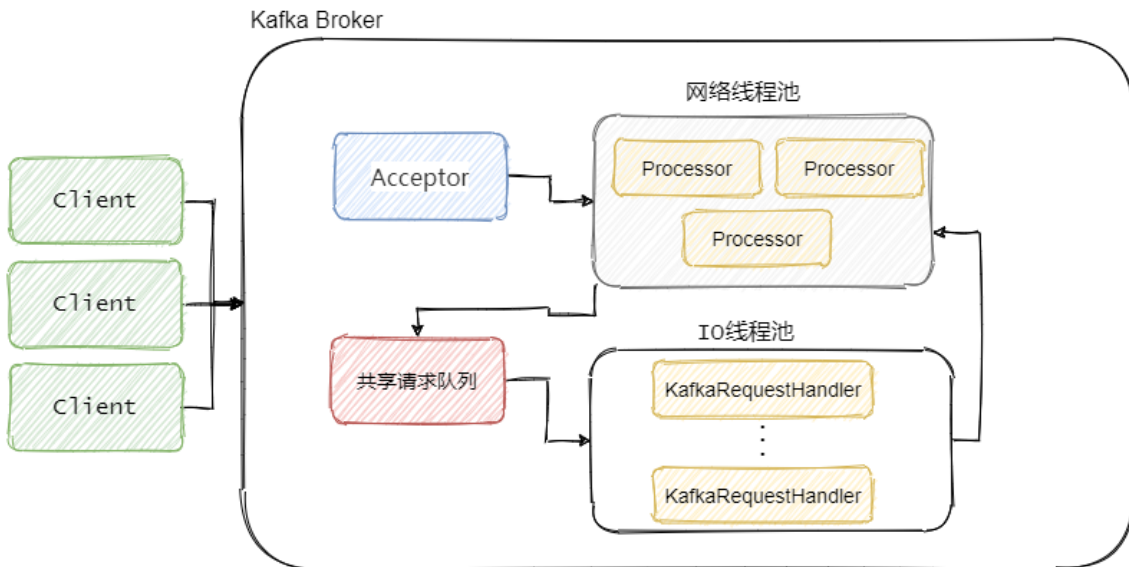 Kafka Broker
网络线程池
Acceptor
Processor
Processor
Processor
Client
Client
Client
共享请求队列
IO线程池
KafkaRequestHandler
KafkaRequestHandler